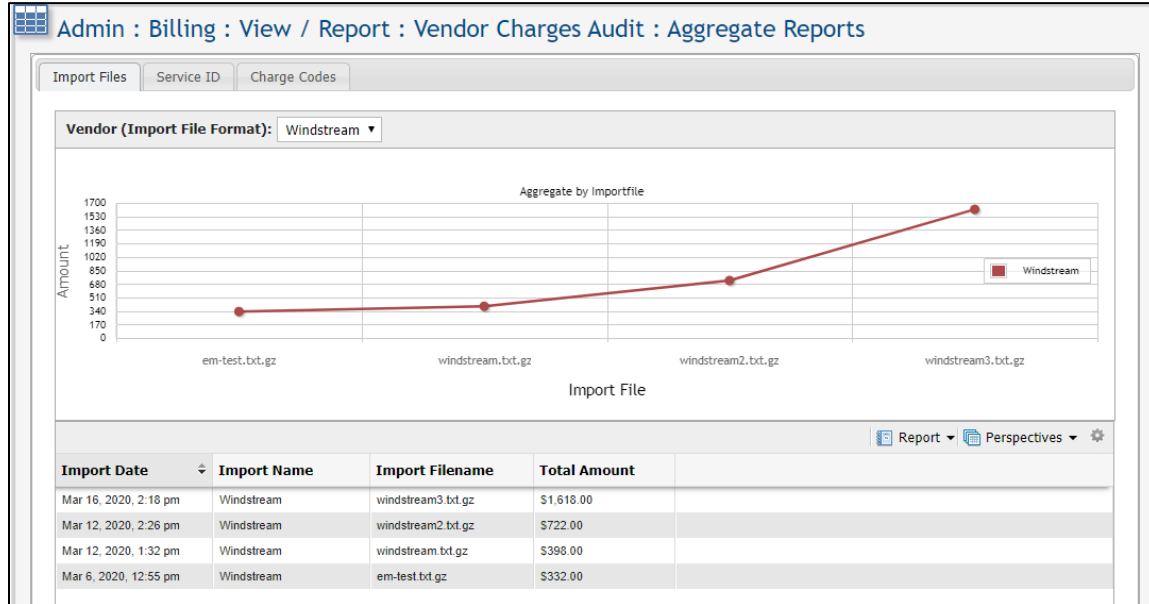 Admin : Billing : View / Report : Vendor Charges Audit : Aggregate Reports
Import Files Service ID Charge Codes
Vendor (Import File Format): Windstream
Aggregate by Importfile
1700
1530
1360
1190
1020
850
680
510
340
170
0
Amount
Windstream
em-test.txt.gz windstream.txt.gz windstream2.txt.gz windstream3.txt.gz
Import File
Report Perspectives
Import Date Import Name Import Filename Total Amount
Mar 16, 2020, 2:18 pm Windstream windstream3.txt.gz $1,618.00
Mar 12, 2020, 2:26 pm Windstream windstream2.txt.gz $722.00
Mar 12, 2020, 1:32 pm Windstream windstream.txt.gz $398.00
Mar 6, 2020, 12:55 pm Windstream em-test.txt.gz $332.00